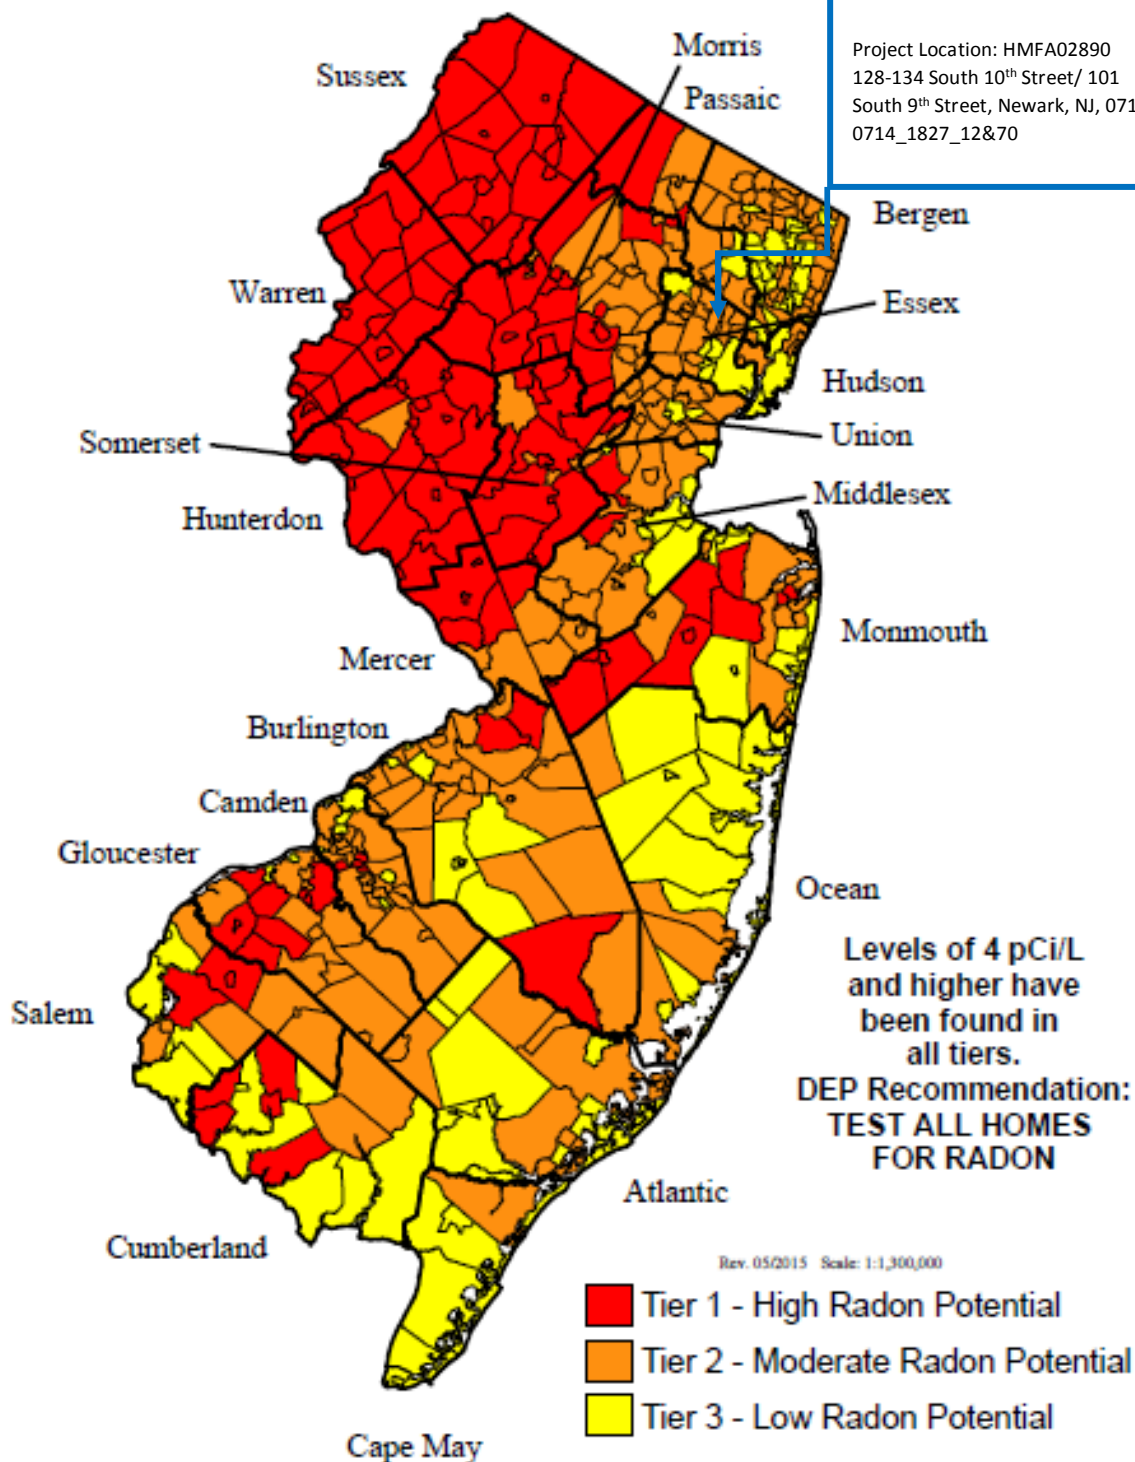 Project Location: HMFA02890
128-134 South 10th Street/ 101
South 9th Street, Newark, NJ, 071
0714_1827_12&70
Morris
Sussex
Passaic
Bergen
Warren
Essex
Hudson
Union
Somerset
Middlesex
Hunterdon
Monmouth
Mercer
Burlington
Camden
Gloucester
Ocean
Salem
Levels of 4 pCi/L
and higher have
been found in
all tiers.
DEP Recommendation:
TEST ALL HOMES
FOR RADON
Atlantic
Cumberland
Rev. 05/2015 Scale: 1:1,300,000
Tier 1 - High Radon Potential
Tier 2 - Moderate Radon Potential
Tier 3 - Low Radon Potential
Cape May